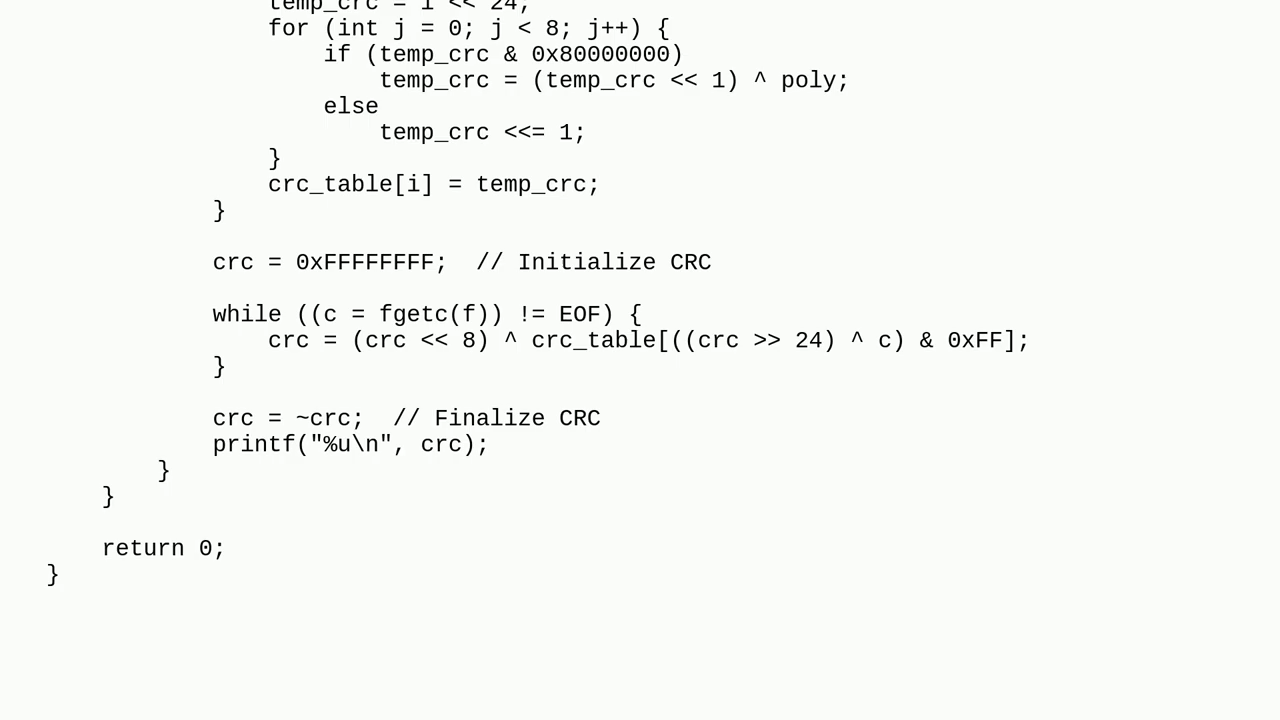 temp_crc = i << 24;
for (int j = 0; j < 8; j++) {
if (temp_crc & 0x80000000)
temp_crc = (temp_crc << 1) ^ poly;
else
temp_crc <<= 1;
}
crc_table[i] = temp_crc;
}
crc = 0xFFFFFFFF;  // Initialize CRC
while ((c = fgetc(f)) != EOF) {
crc = (crc << 8) ^ crc_table[((crc >> 24) ^ c) & 0xFF];
}
crc = ~crc;  // Finalize CRC
printf("%u\n", crc);
}
}
return 0;
}